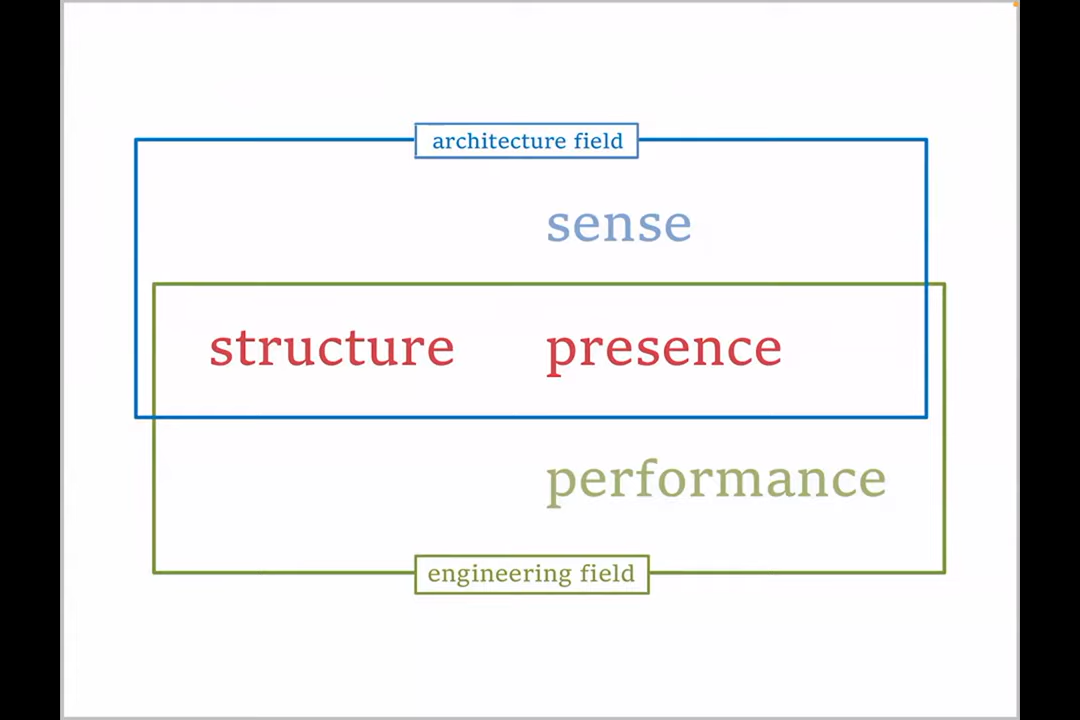 architecture field
sense
structure presence
performance
engineering field